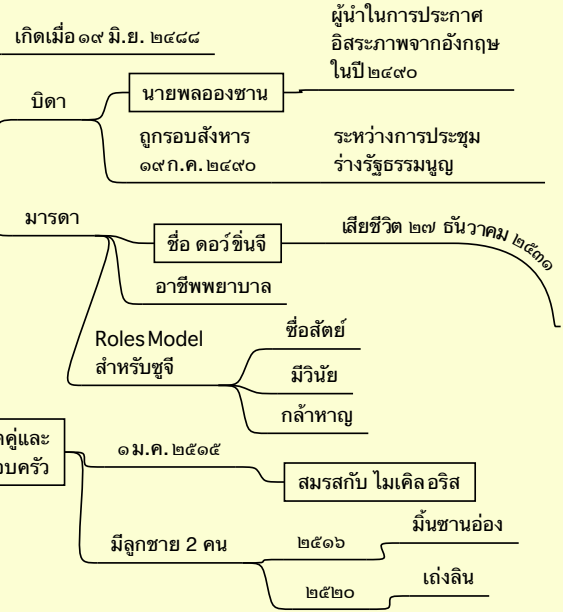 เกิดเมื่อ ๑๙ มิ.ย. ๒๔๘๘
ผู้นำในการประกาศ
อิสระภาพจากอังกฤษ
ในปี ๒๔๙๐
บิดา
นายพลอองซาน
ถูกรอบสังหาร
๑๙ ก.ค. ๒๔๙๐
ระหว่างการประชุม
ร่างรัฐธรรมนูญ
มารดา
ชื่อ ดอว์ขิ่นจี
เสียชีวิต ๒๗ ธันวาคม ๒๕๓๑
อาชีพพยาบาล
Roles Model
สำหรับซูจี
ซื่อสัตย์
มีวินัย
กล้าหาญ
คู่และ
บครัว
๑ ม.ค. ๒๕๑๕
สมรสกับ ไมเคิล อริส
มีลูกชาย 2 คน
๒๕๑๖
มิ้นซานอ่อง
๒๕๒๐
เถ่งลิน